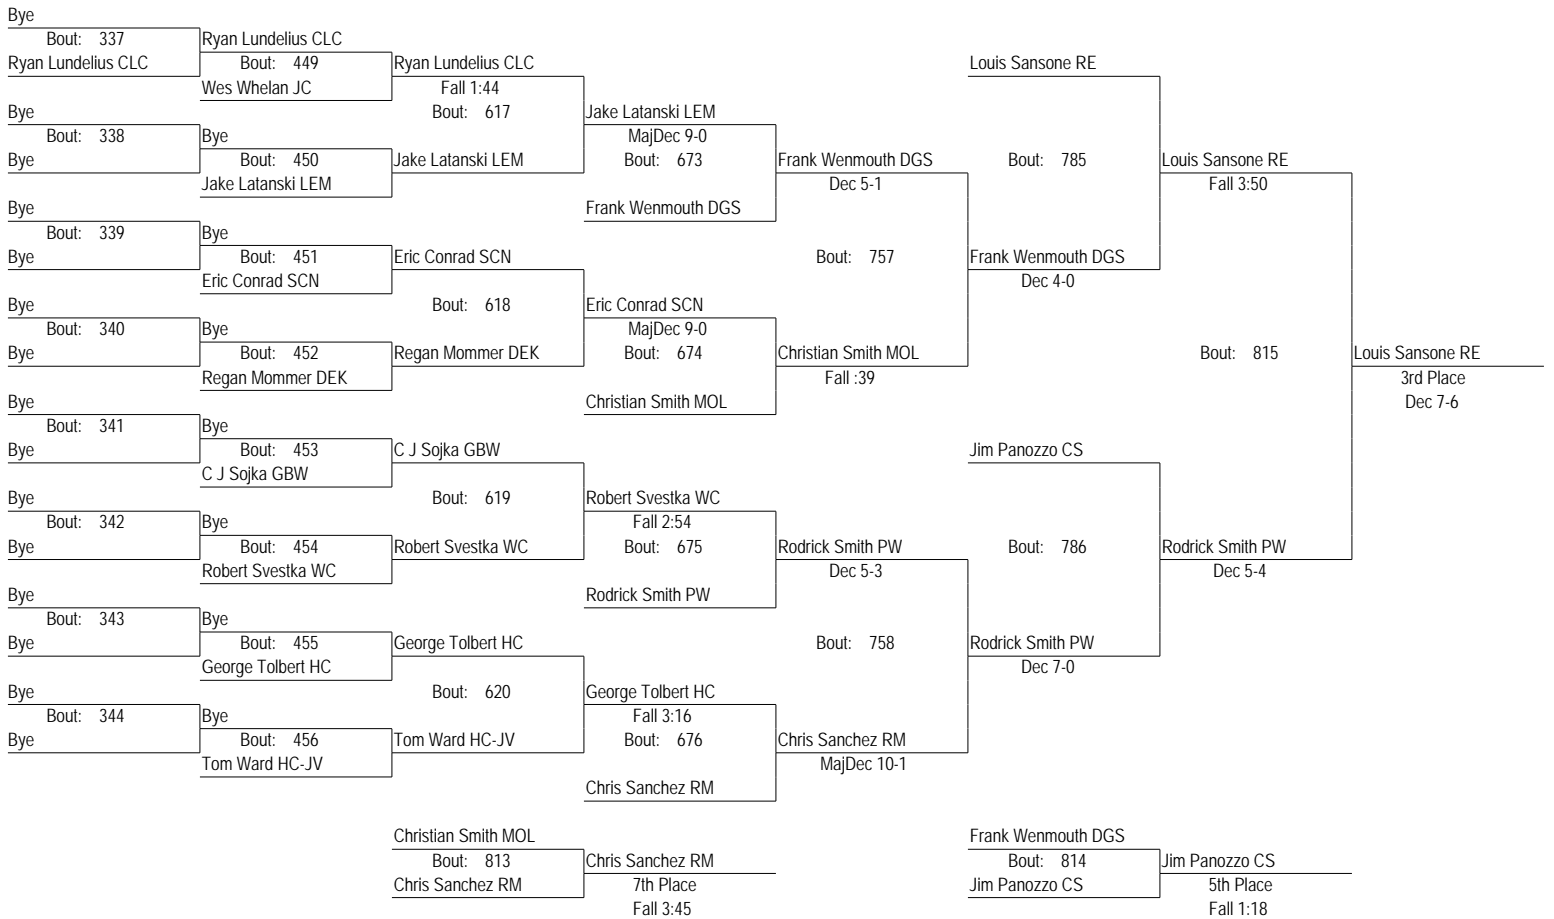 Bye
Bout: 337
Ryan Lundelius CLC
Bye
Bout: 338
Bye
Bye
Bout: 339
Bye
Bye
Bout: 340
Bye
Bye
Bout: 341
Bye
Bye
Bout: 342
Bye
Bye
Bout: 343
Bye
Bye
Bout: 344
Bye
Ryan Lundelius CLC
Bout: 449
Wes Whelan JC
Bye
Bout: 450
Jake Latanski LEM
Bye
Bout: 451
Eric Conrad SCN
Bye
Bout: 452
Regan Mommer DEK
Bye
Bout: 453
C J Sojka GBW
Bye
Bout: 454
Robert Svestka WC
Bye
Bout: 455
George Tolbert HC
Bye
Bout: 456
Tom Ward HC-JV
Ryan Lundelius CLC
Fall 1:44
Bout: 617
Jake Latanski LEM
Eric Conrad SCN
Bout: 618
Regan Mommer DEK
C J Sojka GBW
Bout: 619
Robert Svestka WC
George Tolbert HC
Bout: 620
Tom Ward HC-JV
Jake Latanski LEM
MajDec 9-0
Bout: 673
Frank Wenmouth DGS
Eric Conrad SCN
MajDec 9-0
Bout: 674
Christian Smith MOL
Robert Svestka WC
Fall 2:54
Bout: 675
Rodrick Smith PW
George Tolbert HC
Fall 3:16
Bout: 676
Chris Sanchez RM
Frank Wenmouth DGS
Dec 5-1
Bout: 757
Christian Smith MOL
Fall :39
Rodrick Smith PW
Dec 5-3
Bout: 758
Chris Sanchez RM
MajDec 10-1
Louis Sansone RE
Bout: 785
Frank Wenmouth DGS
Dec 4-0
Jim Panozzo CS
Bout: 786
Rodrick Smith PW
Dec 7-0
Louis Sansone RE
Fall 3:50
Bout: 815
Rodrick Smith PW
Dec 5-4
Louis Sansone RE
3rd Place
Dec 7-6
Christian Smith MOL
Bout: 813
Chris Sanchez RM
Chris Sanchez RM
7th Place
Fall 3:45
Frank Wenmouth DGS
Bout: 814
Jim Panozzo CS
Jim Panozzo CS
5th Place
Fall 1:18